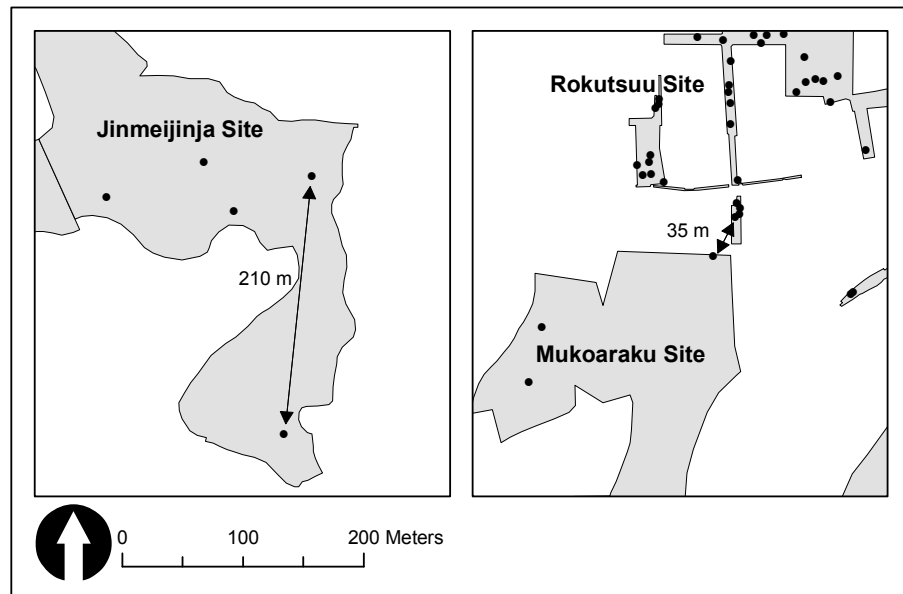 Jinmeijinja Site
210 m
Rokutsuu Site
35 m
Mukoaraku Site
0 100 200 Meters